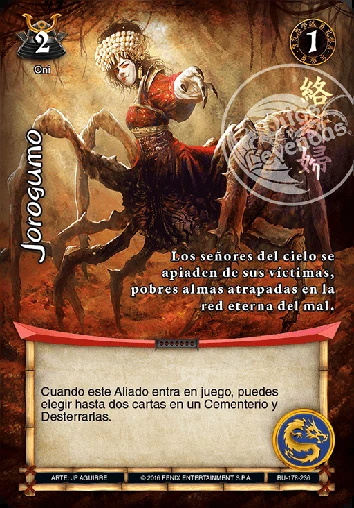 2
Oni
1
Jorogumo
絡
婦
Los señores del cielo se
apiaden de sus víctimas,
pobres almas atrapadas en la
red eterna del mal.
Cuando este Aliado entra en juego, puedes
elegir hasta dos cartas en un Cementerio y
Desterrarlas.
© 2016 FENIX ENTERTAINMENT S.P.A.